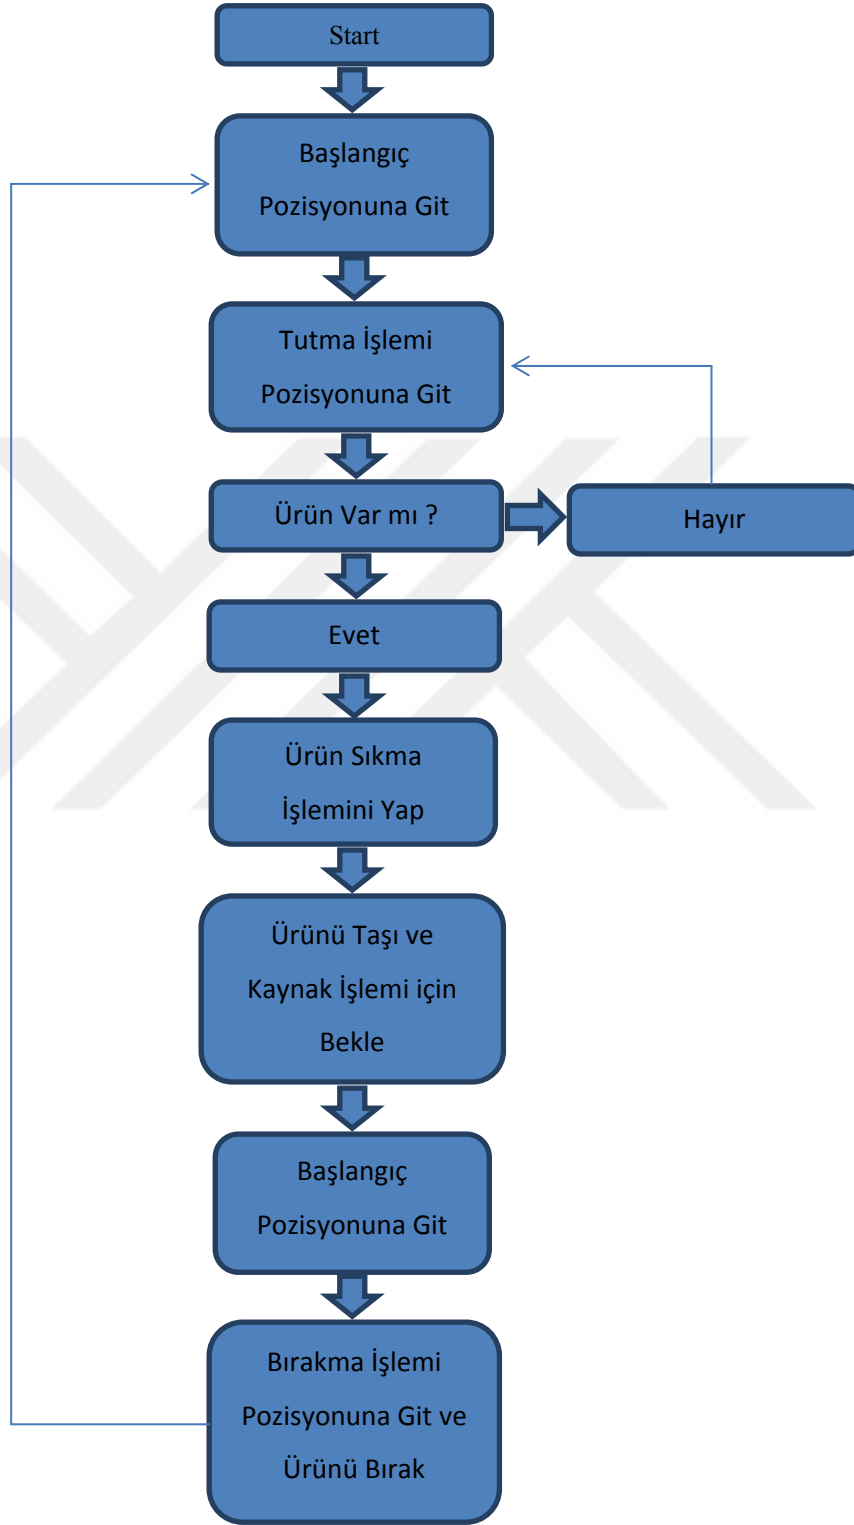 Start
Başlangıç
Pozisyonuna Git
Tutma İşlemi
Pozisyonuna Git
Ürün Var mı ?
Hayır
Evet
Ürün Sıkma
İşlemini Yap
Ürünü Taşı ve
Kaynak İşlemi için
Bekle
Başlangıç
Pozisyonuna Git
Bırakma İşlemi
Pozisyonuna Git ve
Ürünü Bırak